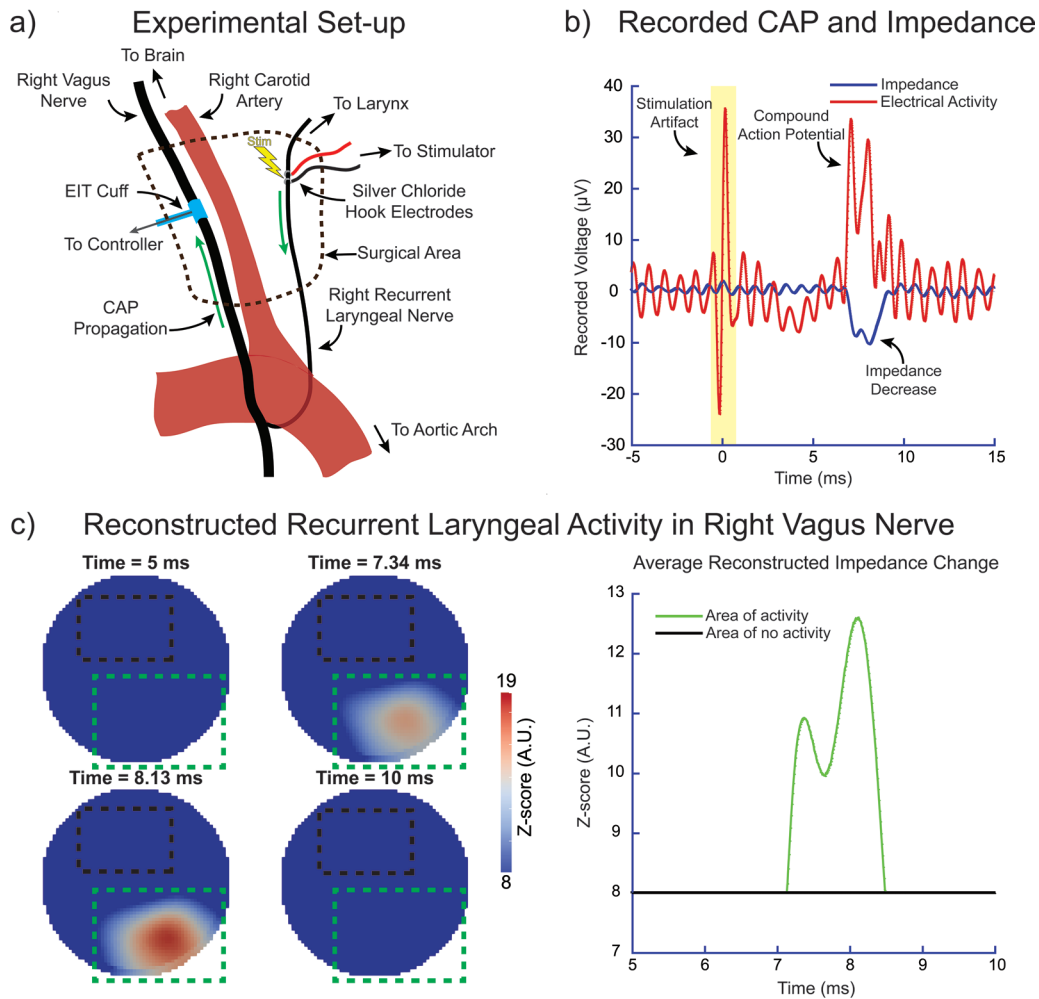 a) Experimental Set-up
To Brain
Right Vagus
Nerve
Right Carotid
Artery
To Larynx
Stim
To Stimulator
EIT Cuff
Silver Chloride
Hook Electrodes
To Controller
Surgical Area
CAP
Propagation
Right Recurrent
Laryngeal Nerve
To Aortic Arch
b) Recorded CAP and Impedance
Impedance
Electrical Activity
Stimulation
Artifact
Compound
Action Potential
Impedance
Decrease
Recorded Voltage (µV)
40
30
20
10
0
-10
-20
-30
-5 0 5 10 15
Time (ms)
c) Reconstructed Recurrent Laryngeal Activity in Right Vagus Nerve
Time = 5 ms
Time = 7.34 ms
Time = 8.13 ms
Time = 10 ms
19
Z-score (A.U.)
8
Average Reconstructed Impedance Change
Area of activity
Area of no activity
Z-score (A.U.)
13
12
11
10
9
8
7
5 6 7 8 9 10
Time (ms)